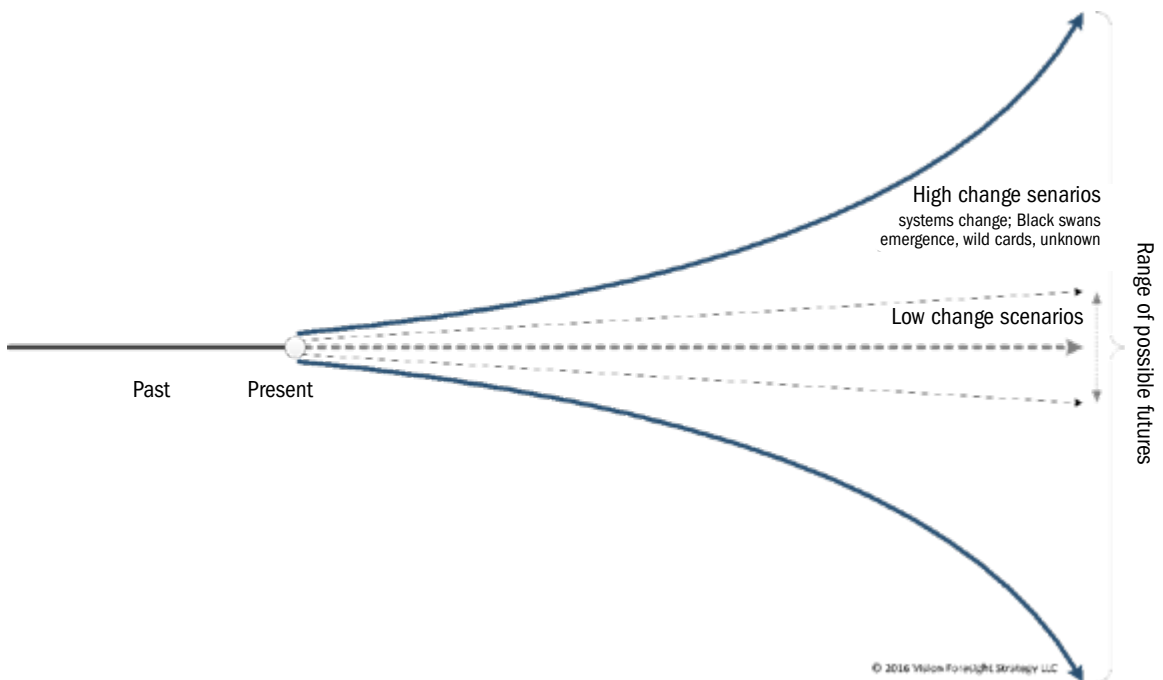 High change senarios
systems change; Black swans
emergence, wild cards, unknown
Low change scenarios
Past
Present
Range of possible futures
© 2016 Vision Foresight Strategy LLC